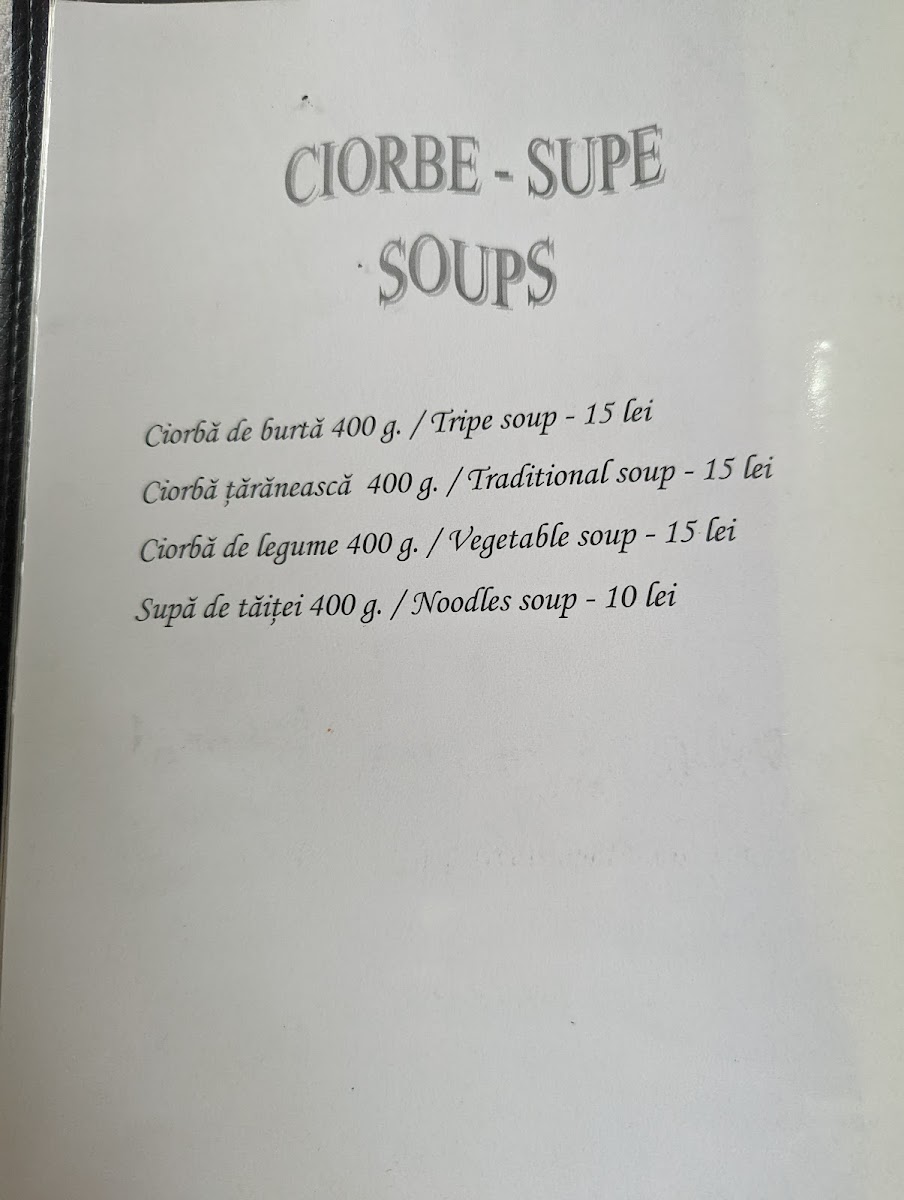 CIORBE - SUPE
SOUPS
Ciorbă de burtă 400 g. / Tripe soup - 15 lei
Ciorbă țărănească 400 g. / Traditional soup - 15 lei
Ciorbă de legume 400 g. / Vegetable soup - 15 lei
Supă de tăiței 400 g. / Noodles soup - 10 lei